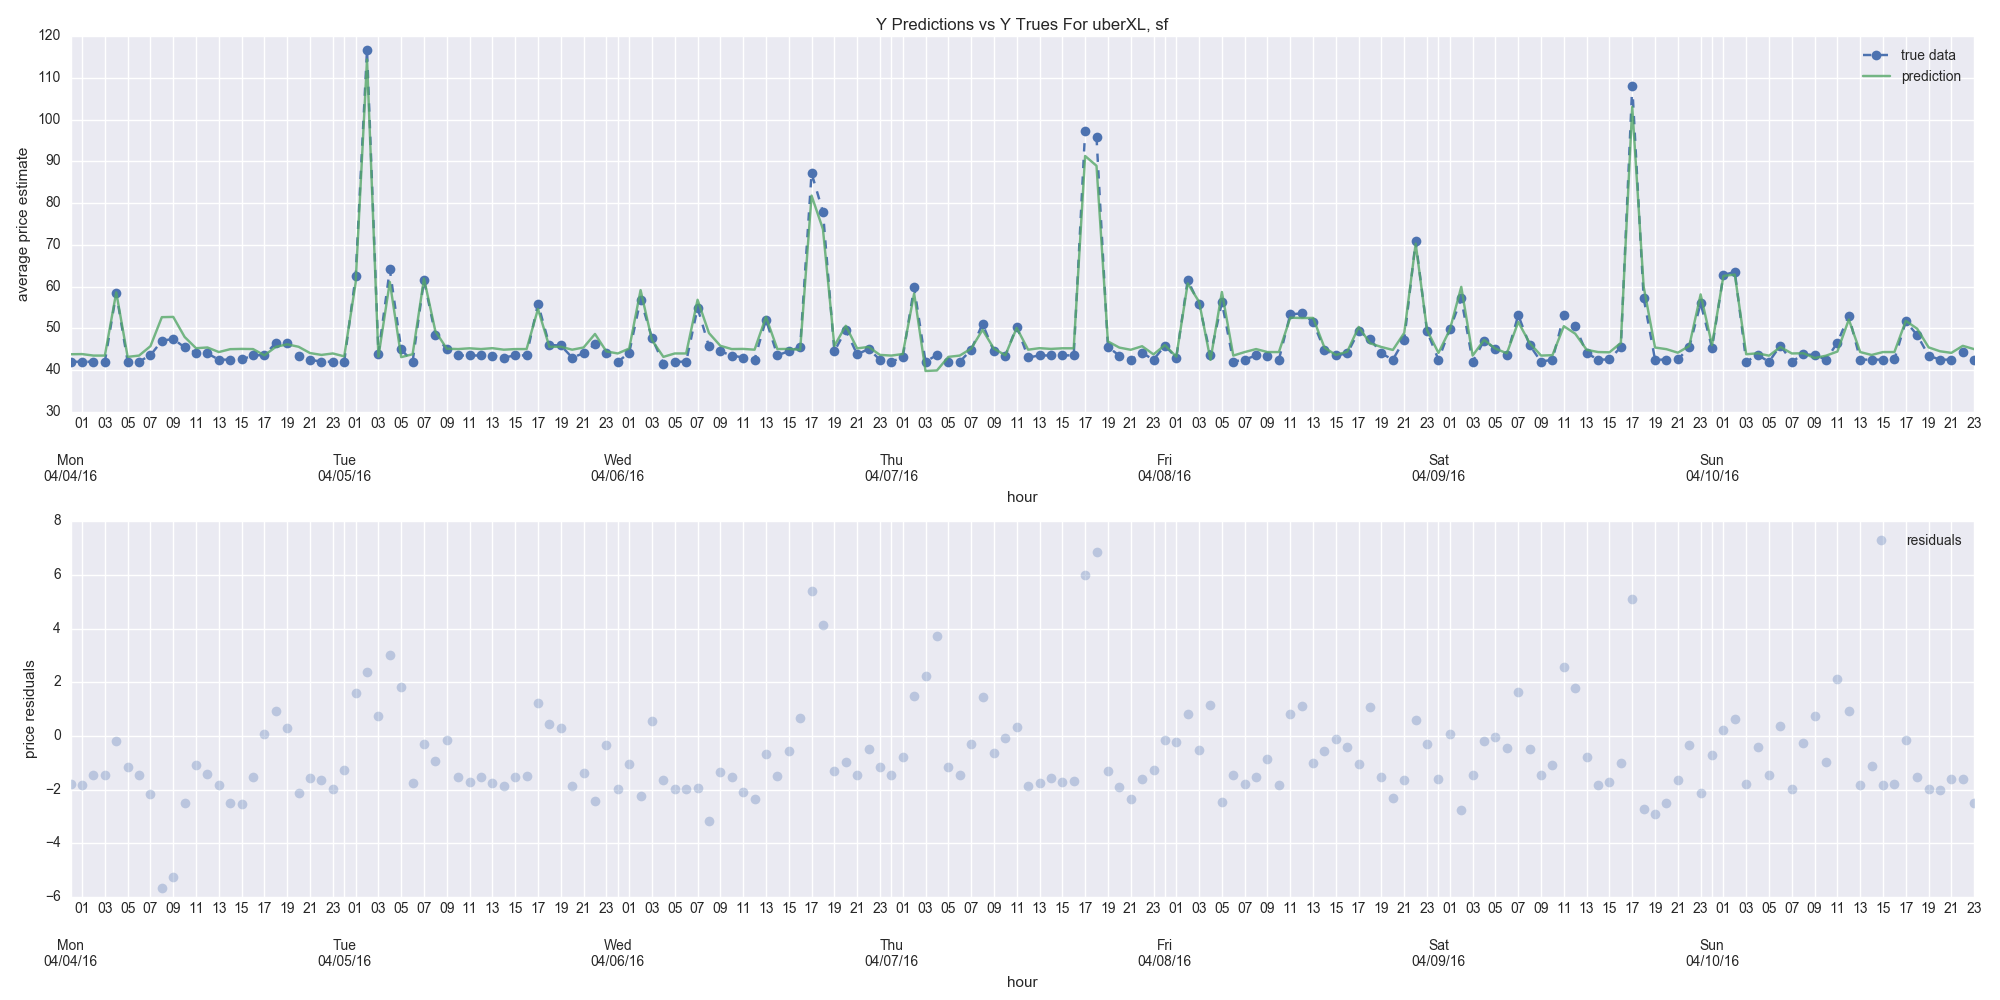 Y Predictions vs Y Trues For uberXL, sf
120
110
100
90
80
70
60
50
40
30
average price estimate
true data
prediction
01 03 05 07 09 11 13 15 17 19 21 23 01 03 05 07 09 11 13 15 17 19 21 23 01 03 05 07 09 11 13 15 17 19 21 23 01 03 05 07 09 11 13 15 17 19 21 23 01 03 05 07 09 11 13 15 17 19 21 23 01 03 05 07 09 11 13 15 17 19 21 23 01 03 05 07 09 11 13 15 17 19 21 23
Mon Tue Wed Thu Fri Sat Sun
04/04/16 04/05/16 04/06/16 04/07/16 04/08/16 04/09/16 04/10/16
hour
8
6
4
2
0
−2
−4
−6
price residuals
residuals
01 03 05 07 09 11 13 15 17 19 21 23 01 03 05 07 09 11 13 15 17 19 21 23 01 03 05 07 09 11 13 15 17 19 21 23 01 03 05 07 09 11 13 15 17 19 21 23 01 03 05 07 09 11 13 15 17 19 21 23 01 03 05 07 09 11 13 15 17 19 21 23 01 03 05 07 09 11 13 15 17 19 21 23
Mon Tue Wed Thu Fri Sat Sun
04/04/16 04/05/16 04/06/16 04/07/16 04/08/16 04/09/16 04/10/16
hour